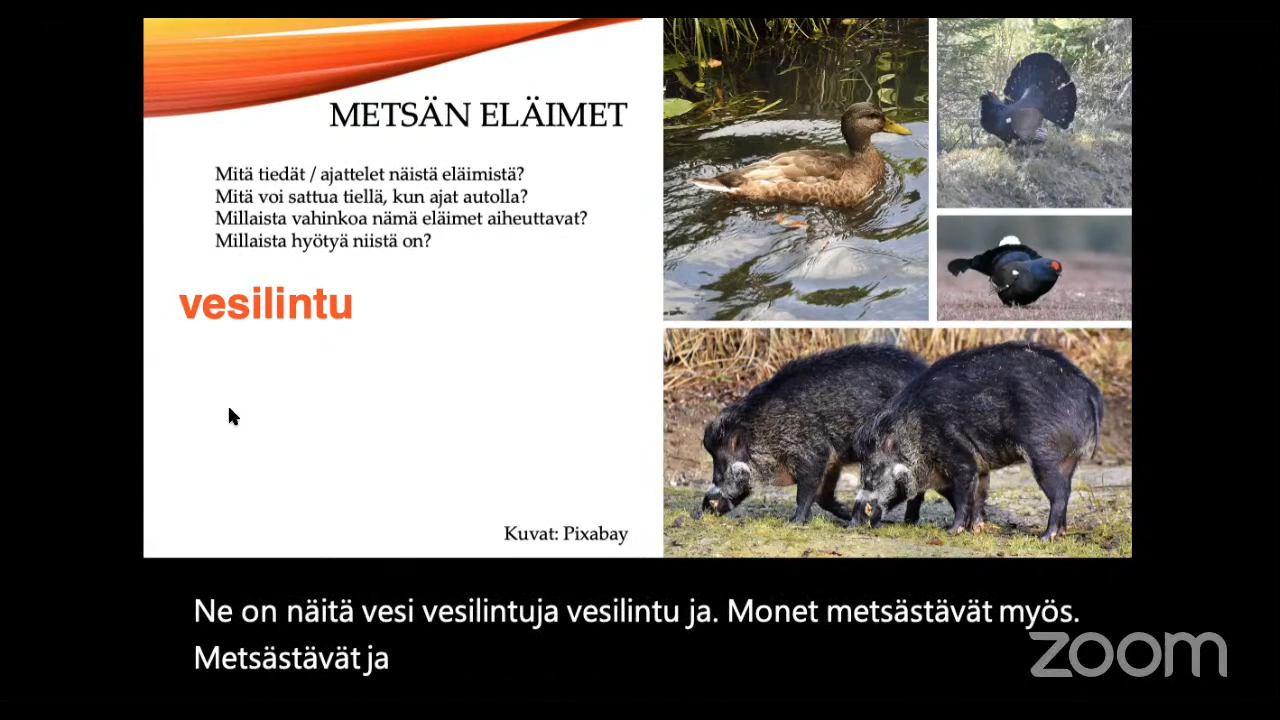 METSÄN ELÄIMET
Mitä tiedät / ajattelet näistä eläimistä?
Mitä voi sattua tiellä, kun ajat autolla?
Millaista vahinkoa nämä eläimet aiheuttavat?
Millaista hyötyä niistä on?
vesilintu
Kuvat: Pixabay
Ne on näitä vesi vesilintuja vesilintu ja. Monet metsästävät myös.
Metsästävät ja
zoom